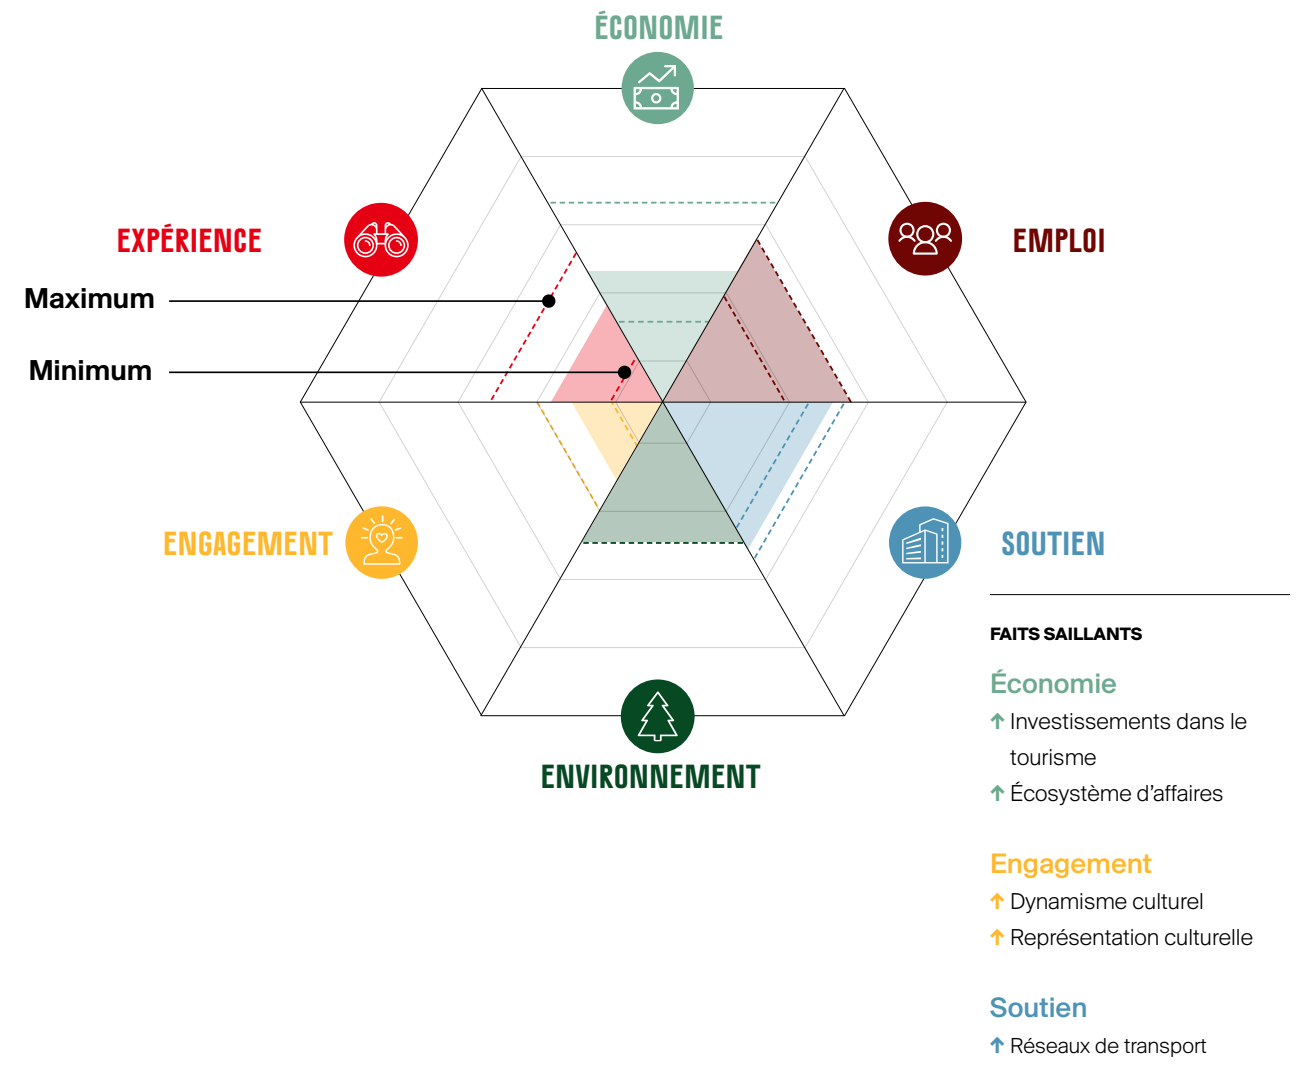 ÉCONOMIE
EXPÉRIENCE
EMPLOI
Maximum
Minimum
ENGAGEMENT
SOUTIEN
ENVIRONNEMENT
FAITS SAILLANTS
Économie
↑ Investissements dans le
tourisme
↑ Écosystème d’affaires
Engagement
↑ Dynamisme culturel
↑ Représentation culturelle
Soutien
↑ Réseaux de transport